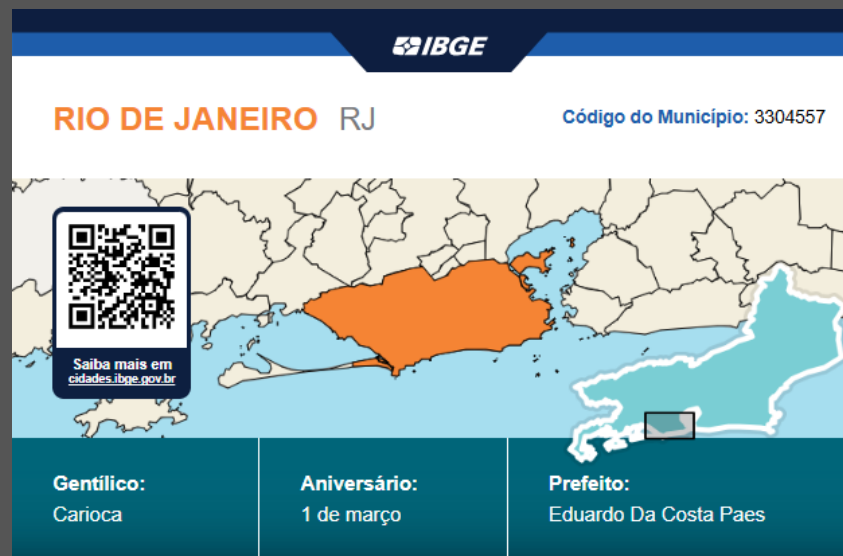 IBGE
RIO DE JANEIRO RJ
Código do Município: 3304557
Saiba mais em
cidades.ibge.gov.br
Gentílico:
Carioca
Aniversário:
1 de março
Prefeito:
Eduardo Da Costa Paes